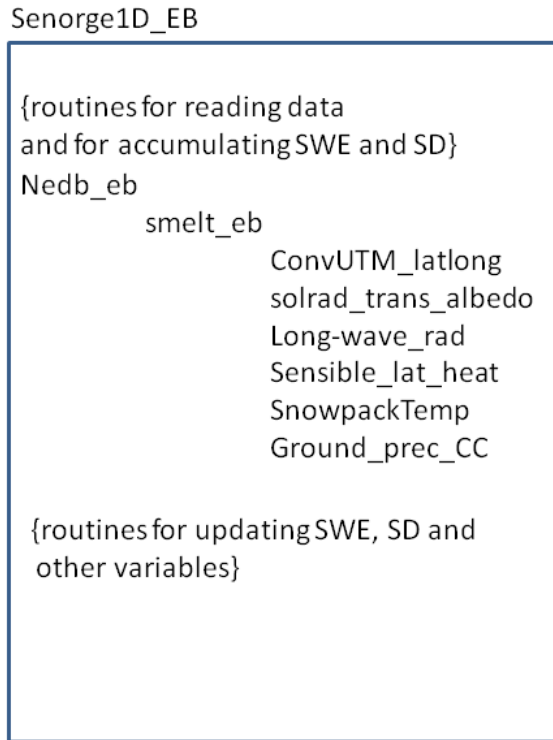 Senorge1D_EB
{routines for reading data
and for accumulating SWE and SD}
Nedb_eb
smelt_eb
ConvUTM_latlong
solrad_trans_albedo
Long-wave_rad
Sensible_lat_heat
SnowpackTemp
Ground_prec_CC
{routines for updating SWE, SD and
other variables}